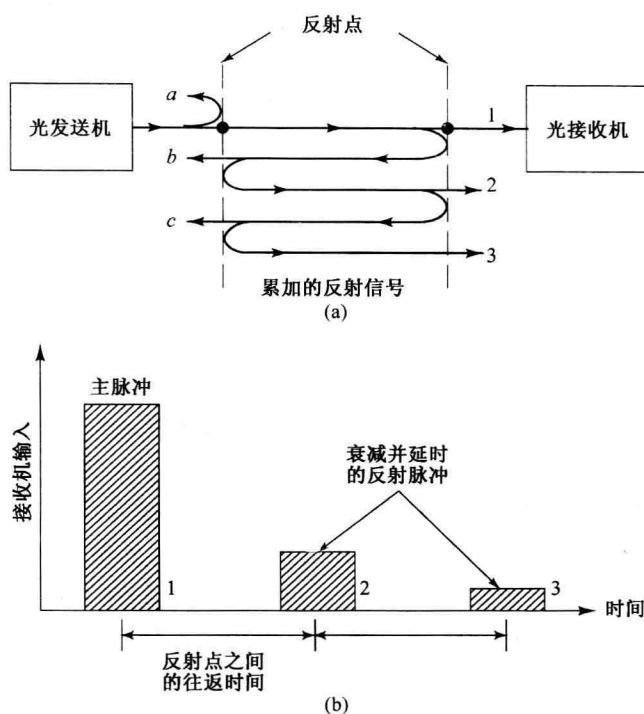 反射点
光发送机
a
1
光接收机
b
2
c
3
累加的反射信号
(a)
接收机输入
主脉冲
衰减并延时
的反射脉冲
1
2
3
时间
反射点之间
的往返时间
(b)